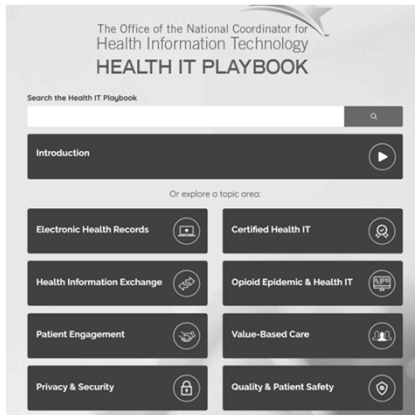 The Office of the National Coordinator for
Health Information Technology
HEALTH IT PLAYBOOK
Search the Health IT Playbook
Introduction
Or explore a topic area:
Electronic Health Records
Certified Health IT
Health Information Exchange
Opioid Epidemic & Health IT
Patient Engagement
Value-Based Care
Privacy & Security
Quality & Patient Safety